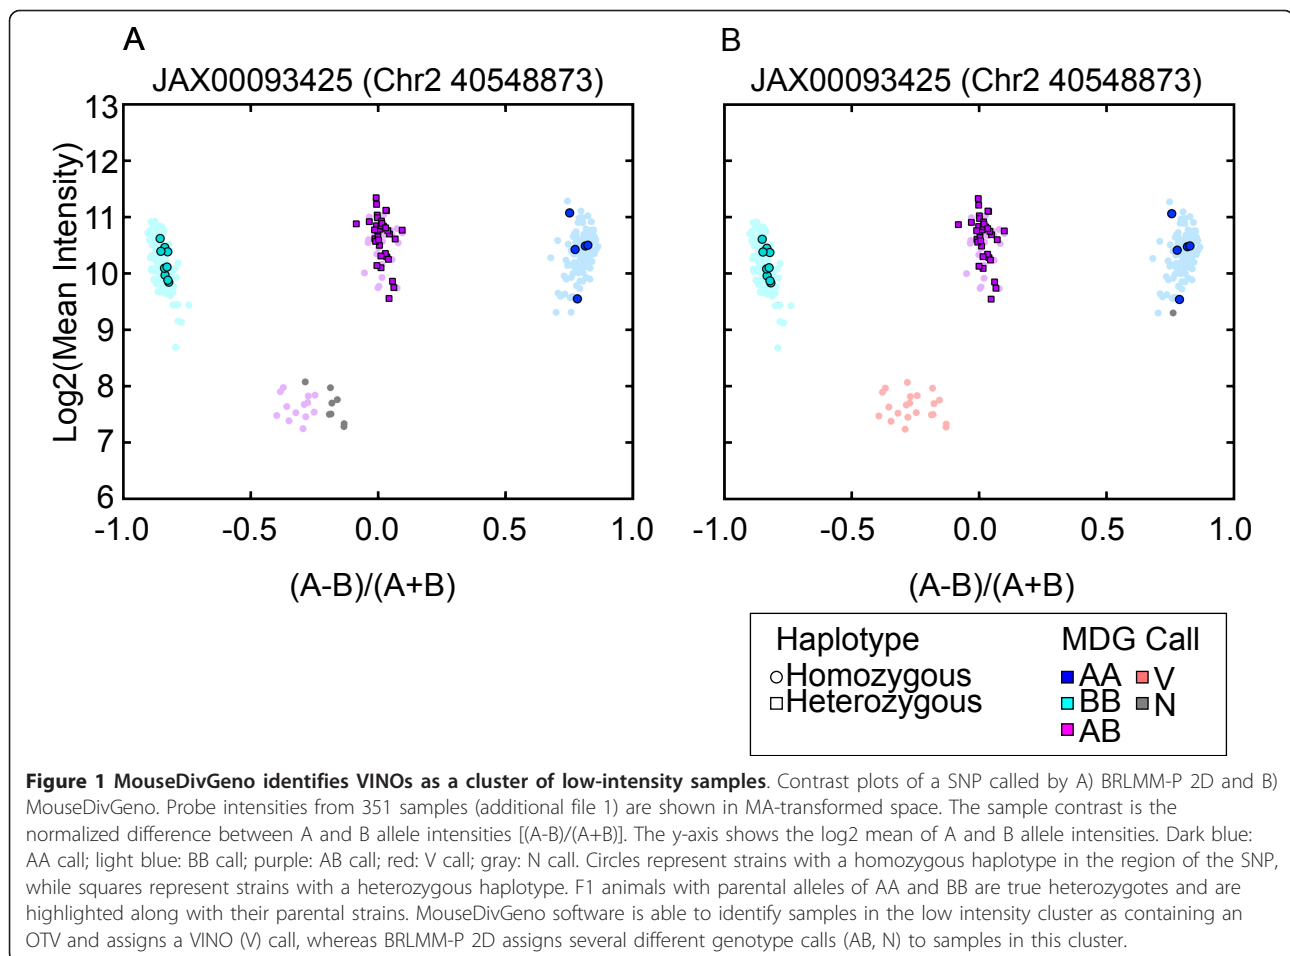 A
B
JAX00093425 (Chr2 40548873)
JAX00093425 (Chr2 40548873)
Log2(Mean Intensity)
13
12
11
10
9
8
7
6
-1.0 -0.5 0.0 0.5 1.0
-1.0 -0.5 0.0 0.5 1.0
(A-B)/(A+B)
(A-B)/(A+B)
Haplotype
Homozygous
Heterozygous
MDG Call
AA V
BB N
AB
Figure 1 MouseDivGeno identifies VINOs as a cluster of low-intensity samples. Contrast plots of a SNP called by A) BRLMM-P 2D and B)
MouseDivGeno. Probe intensities from 351 samples (additional file 1) are shown in MA-transformed space. The sample contrast is the
normalized difference between A and B allele intensities [(A-B)/(A+B)]. The y-axis shows the log2 mean of A and B allele intensities. Dark blue:
AA call; light blue: BB call; purple: AB call; red: V call; gray: N call. Circles represent strains with a homozygous haplotype in the region of the SNP,
while squares represent strains with a heterozygous haplotype. F1 animals with parental alleles of AA and BB are true heterozygotes and are
highlighted along with their parental strains. MouseDivGeno software is able to identify samples in the low intensity cluster as containing an
OTV and assigns a VINO (V) call, whereas BRLMM-P 2D assigns several different genotype calls (AB, N) to samples in this cluster.